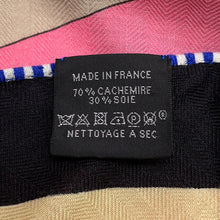 MADE IN FRANCE
70% CACHEMIRE
30% SOIE
NETTOYAGE A SEC